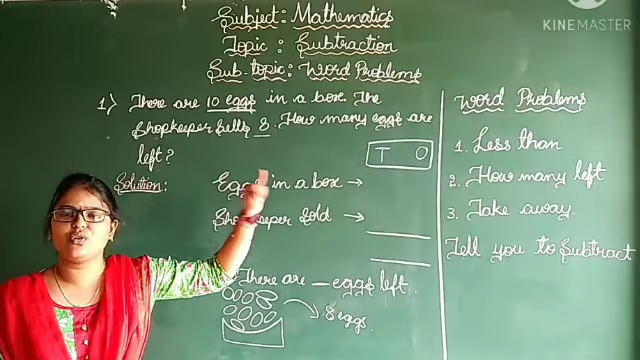 Subject: Mathematics
Topic: Subtraction
Sub-topic: Word Problems
1) There are 10 eggs in a box. The
Shopkeeper sells 8. How many eggs are
left?
T O
Solution:
Eggs in a box →
Shopkeeper sold →
There are — eggs left.
8 eggs.
Word Problems
1. Less than
2. How many left
3. Take away
Tell you to Subtract
KINEMASTER